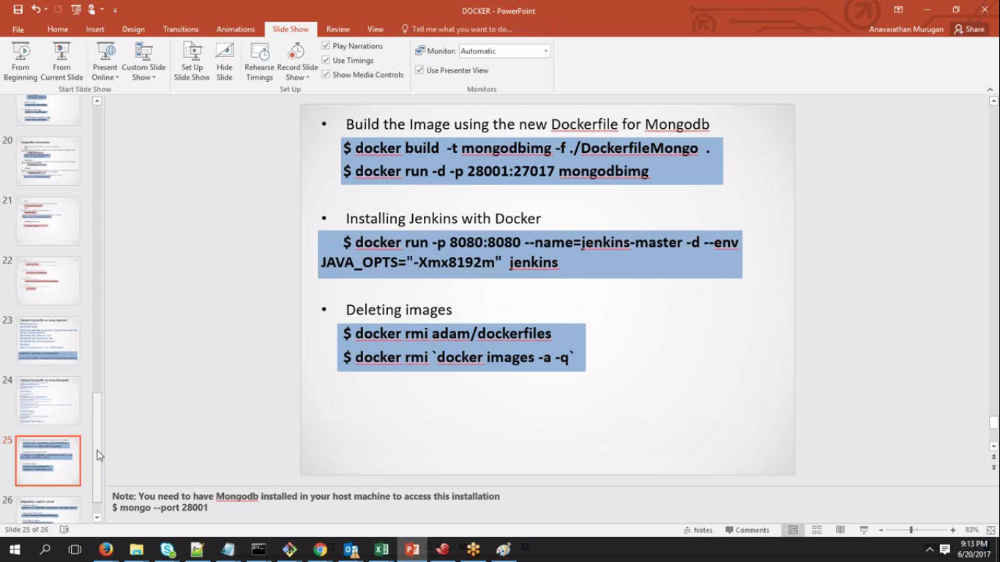 DOCKER - PowerPoint
File Home Insert Design Transitions Animations Slide Show Review View Tell me what you want to do... Anavarathan Murugan Share
From Beginning
From Current Slide
Present Online
Custom Slide Show
Set Up Slide Show
Hide Slide
Rehearse Timings
Record Slide Show
Play Narrations
Use Timings
Show Media Controls
Monitor: Automatic
Use Presenter View
Start Slide Show Set Up Monitors
20
21
22
23
24
25
26
• Build the Image using the new Dockerfile for Mongodb
$ docker build -t mongodbimg -f ./DockerfileMongo .
$ docker run -d -p 28001:27017 mongodbimg
• Installing Jenkins with Docker
$ docker run -p 8080:8080 --name=jenkins-master -d --env
JAVA_OPTS="-Xmx8192m" jenkins
• Deleting images
$ docker rmi adam/dockerfiles
$ docker rmi `docker images -a -q`
Note: You need to have Mongodb installed in your host machine to access this installation
$ mongo --port 28001
Slide 25 of 26 Notes Comments 83%
9:13 PM
6/20/2017